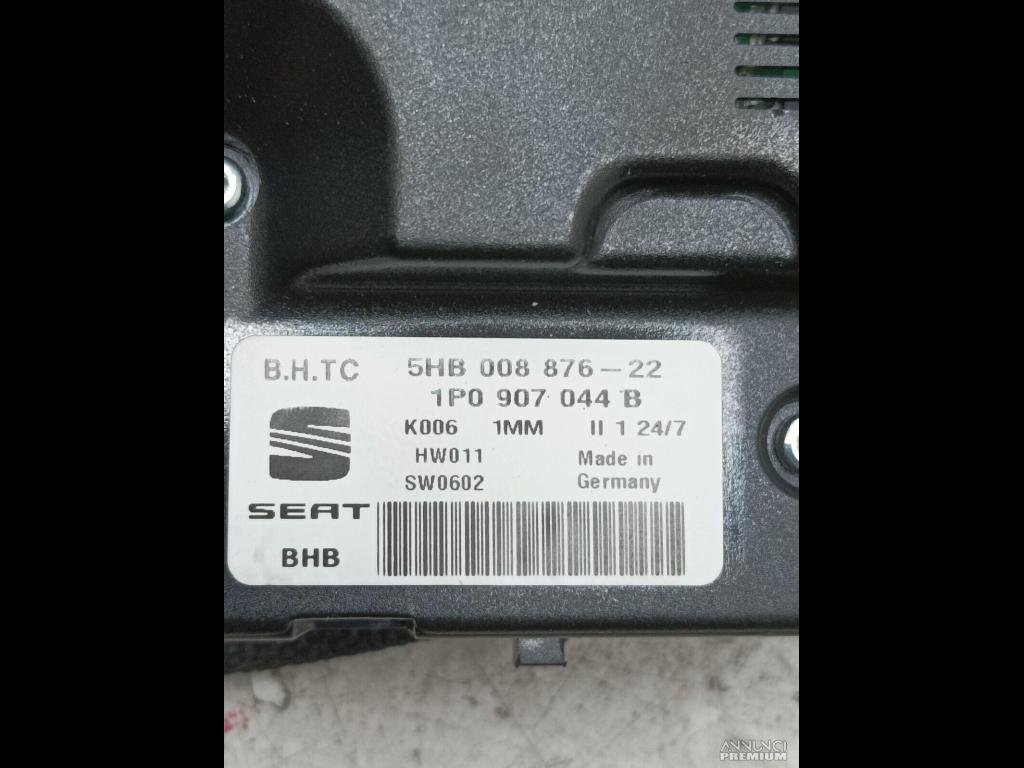 B.H.TC 5HB 008 876-22
1P0 907 044 B
K006 1MM II 1 24/7
HW011 Made in
SW0602 Germany
SEAT
BHB
ANNUNCI
PREMIUM